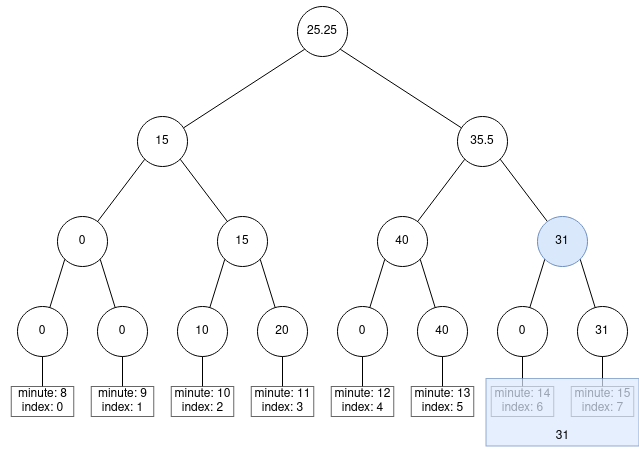 25.25
15
35.5
0
15
40
31
0
0
10
20
0
40
0
31
minute: 8
index: 0
minute: 9
index: 1
minute: 10
index: 2
minute: 11
index: 3
minute: 12
index: 4
minute: 13
index: 5
minute: 14
index: 6
minute: 15
index: 7
31